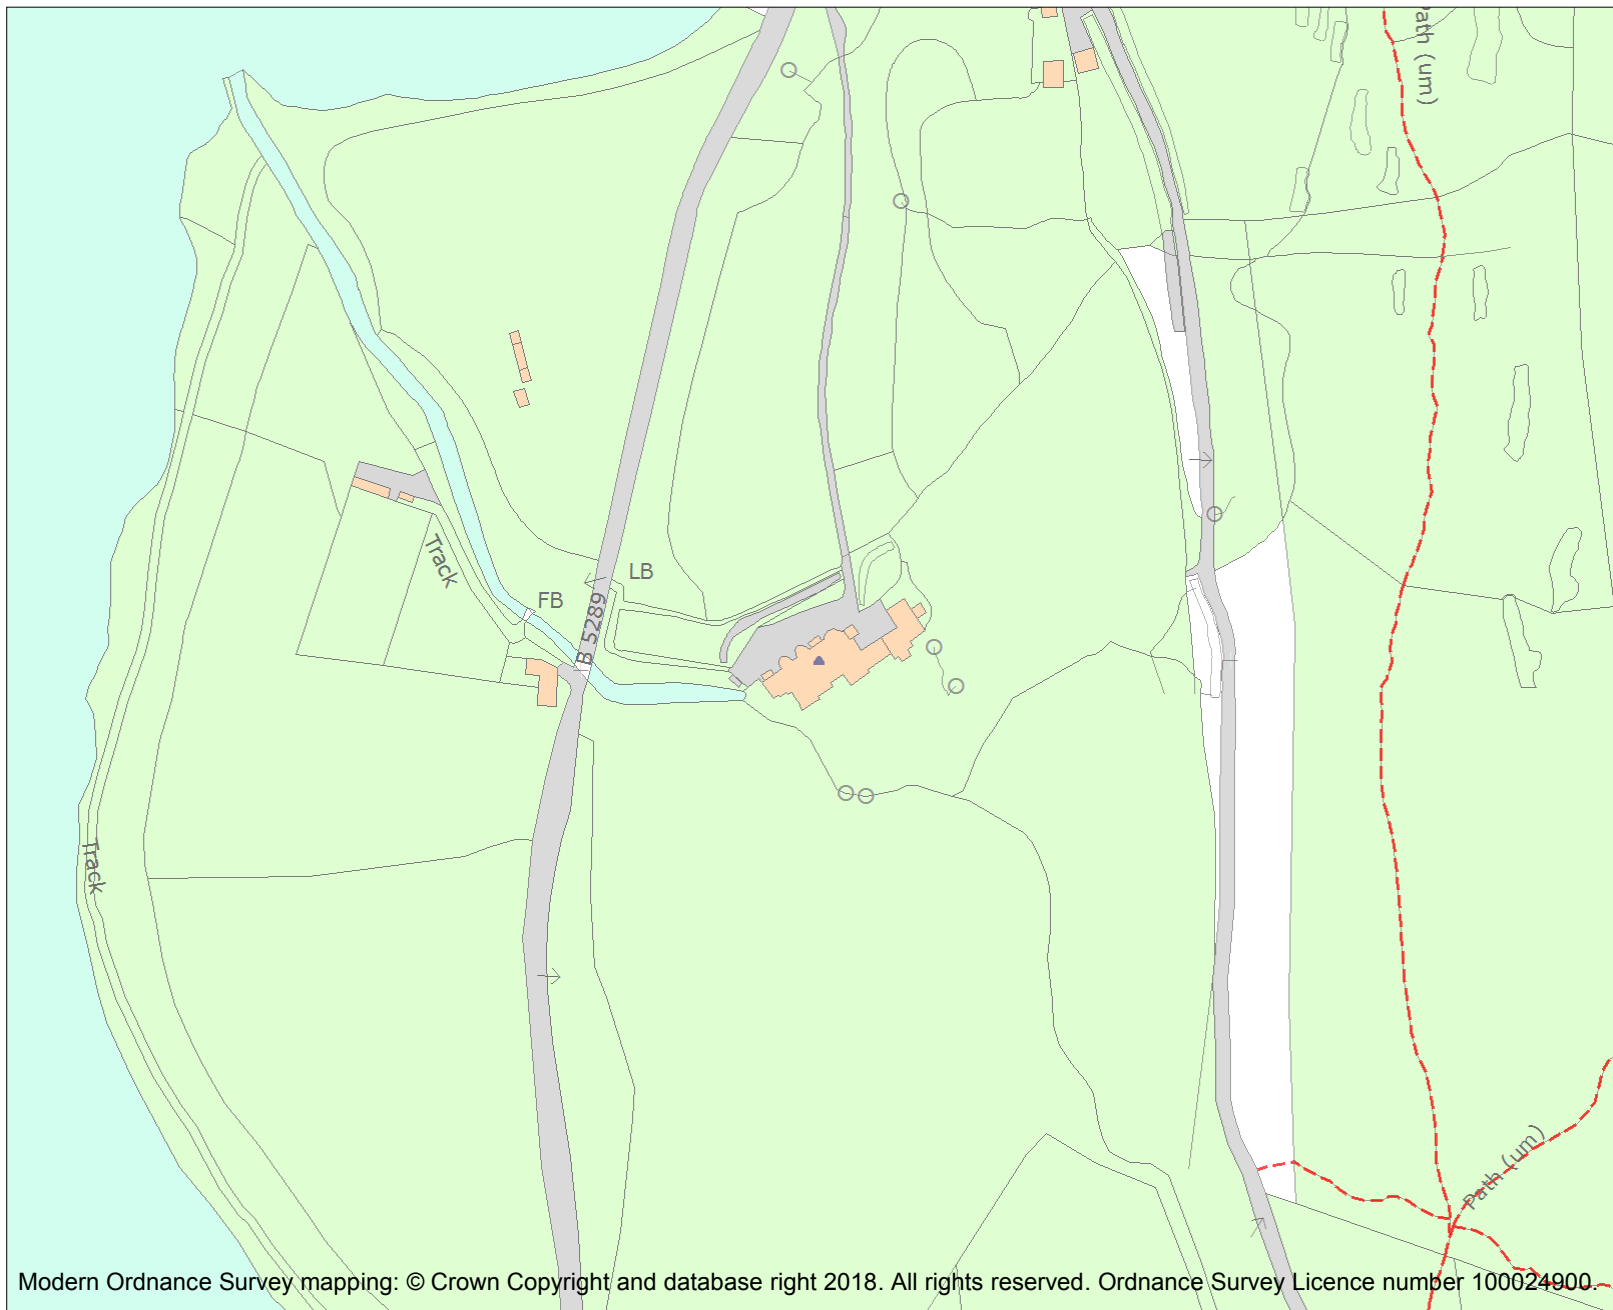 Path (um)
Track
FB
LB
B 5289
Track
Path (um)
Modern Ordnance Survey mapping: © Crown Copyright and database right 2018. All rights reserved. Ordnance Survey Licence number 100024900.